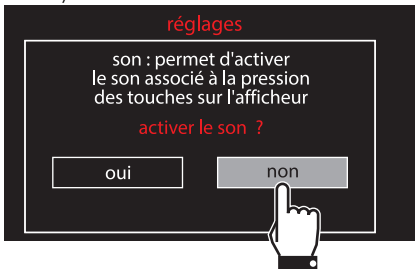 réglages
son : permet d'activer
le son associé à la pression
des touches sur l'afficheur
activer le son ?
oui
non